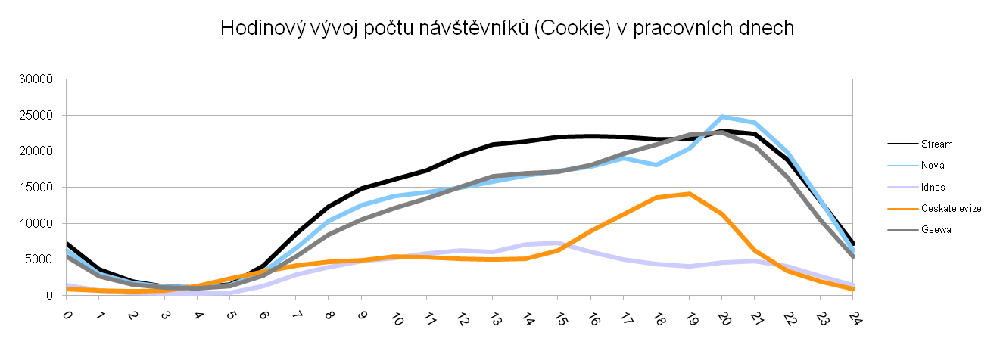 Hodinový vývoj počtu návštěvníků (Cookie) v pracovních dnech
30000
25000
20000
15000
10000
5000
0
0 1 2 3 4 5 6 7 8 9 10 11 12 13 14 15 16 17 18 19 20 21 22 23 24
Stream
Nova
Idnes
Ceskatelevize
Geewa